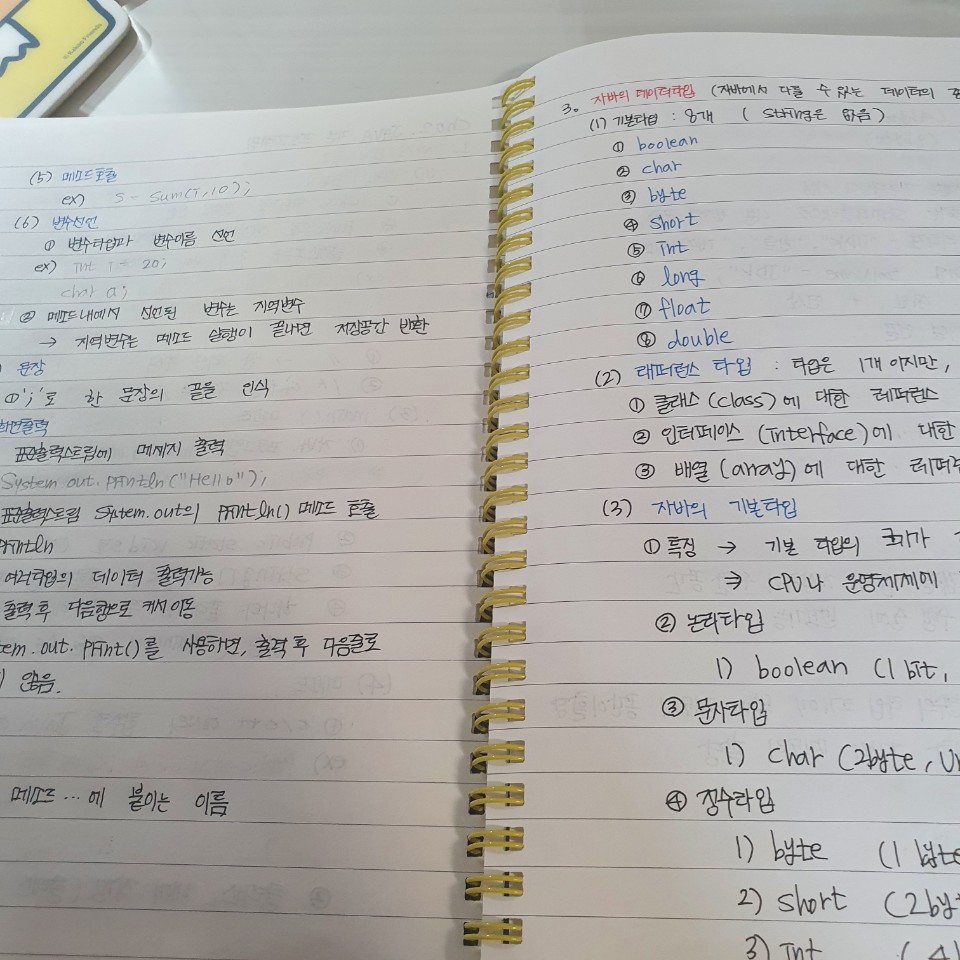 (5) 메소드호출
ex) s = sum(i, 10);
(6) 변수선언
① 변수타입과 변수이름 선언
ex) int i = 20;
char a;
② 메소드내에서 선언된 변수는 지역변수
→ 지역변수는 메소드 실행이 끝나면 저장공간 반환
) 문장
① ';'로 한 문장의 끝을 인식
화면출력
표준출력스트림에 메세지 출력
System.out.println("Hello");
표준출력스트림 System.out의 println() 메소드 호출
println
여러타입의 데이터 출력가능
출력 후 다음행으로 커서 이동
tem.out.print()를 사용하면, 출력 후 다음줄로
않음.
메소드 ... 에 붙이는 이름
3. 자바의 데이터타입 (자바에서 다룰 수 있는 데이터의
(1) 기본타입 : 8개 ( string은 없음 )
① boolean
② char
③ byte
④ short
⑤ int
⑥ long
⑦ float
⑧ double
(2) 래퍼런스 타입 : 타입은 1개 이지만,
① 클래스 (class)에 대한 레퍼런스
② 인터페이스 (interface)에 대한
③ 배열 (array)에 대한 레퍼런
(3) 자바의 기본타입
① 특징 → 기본 타입의 크기가
⇒ CPU나 운영체제에
② 논리타입
1) boolean (1 bit,
③ 문자타입
1) char (2byte, Un
④ 정수타입
1) byte (1 byte
2) short (2by
3) int (4b